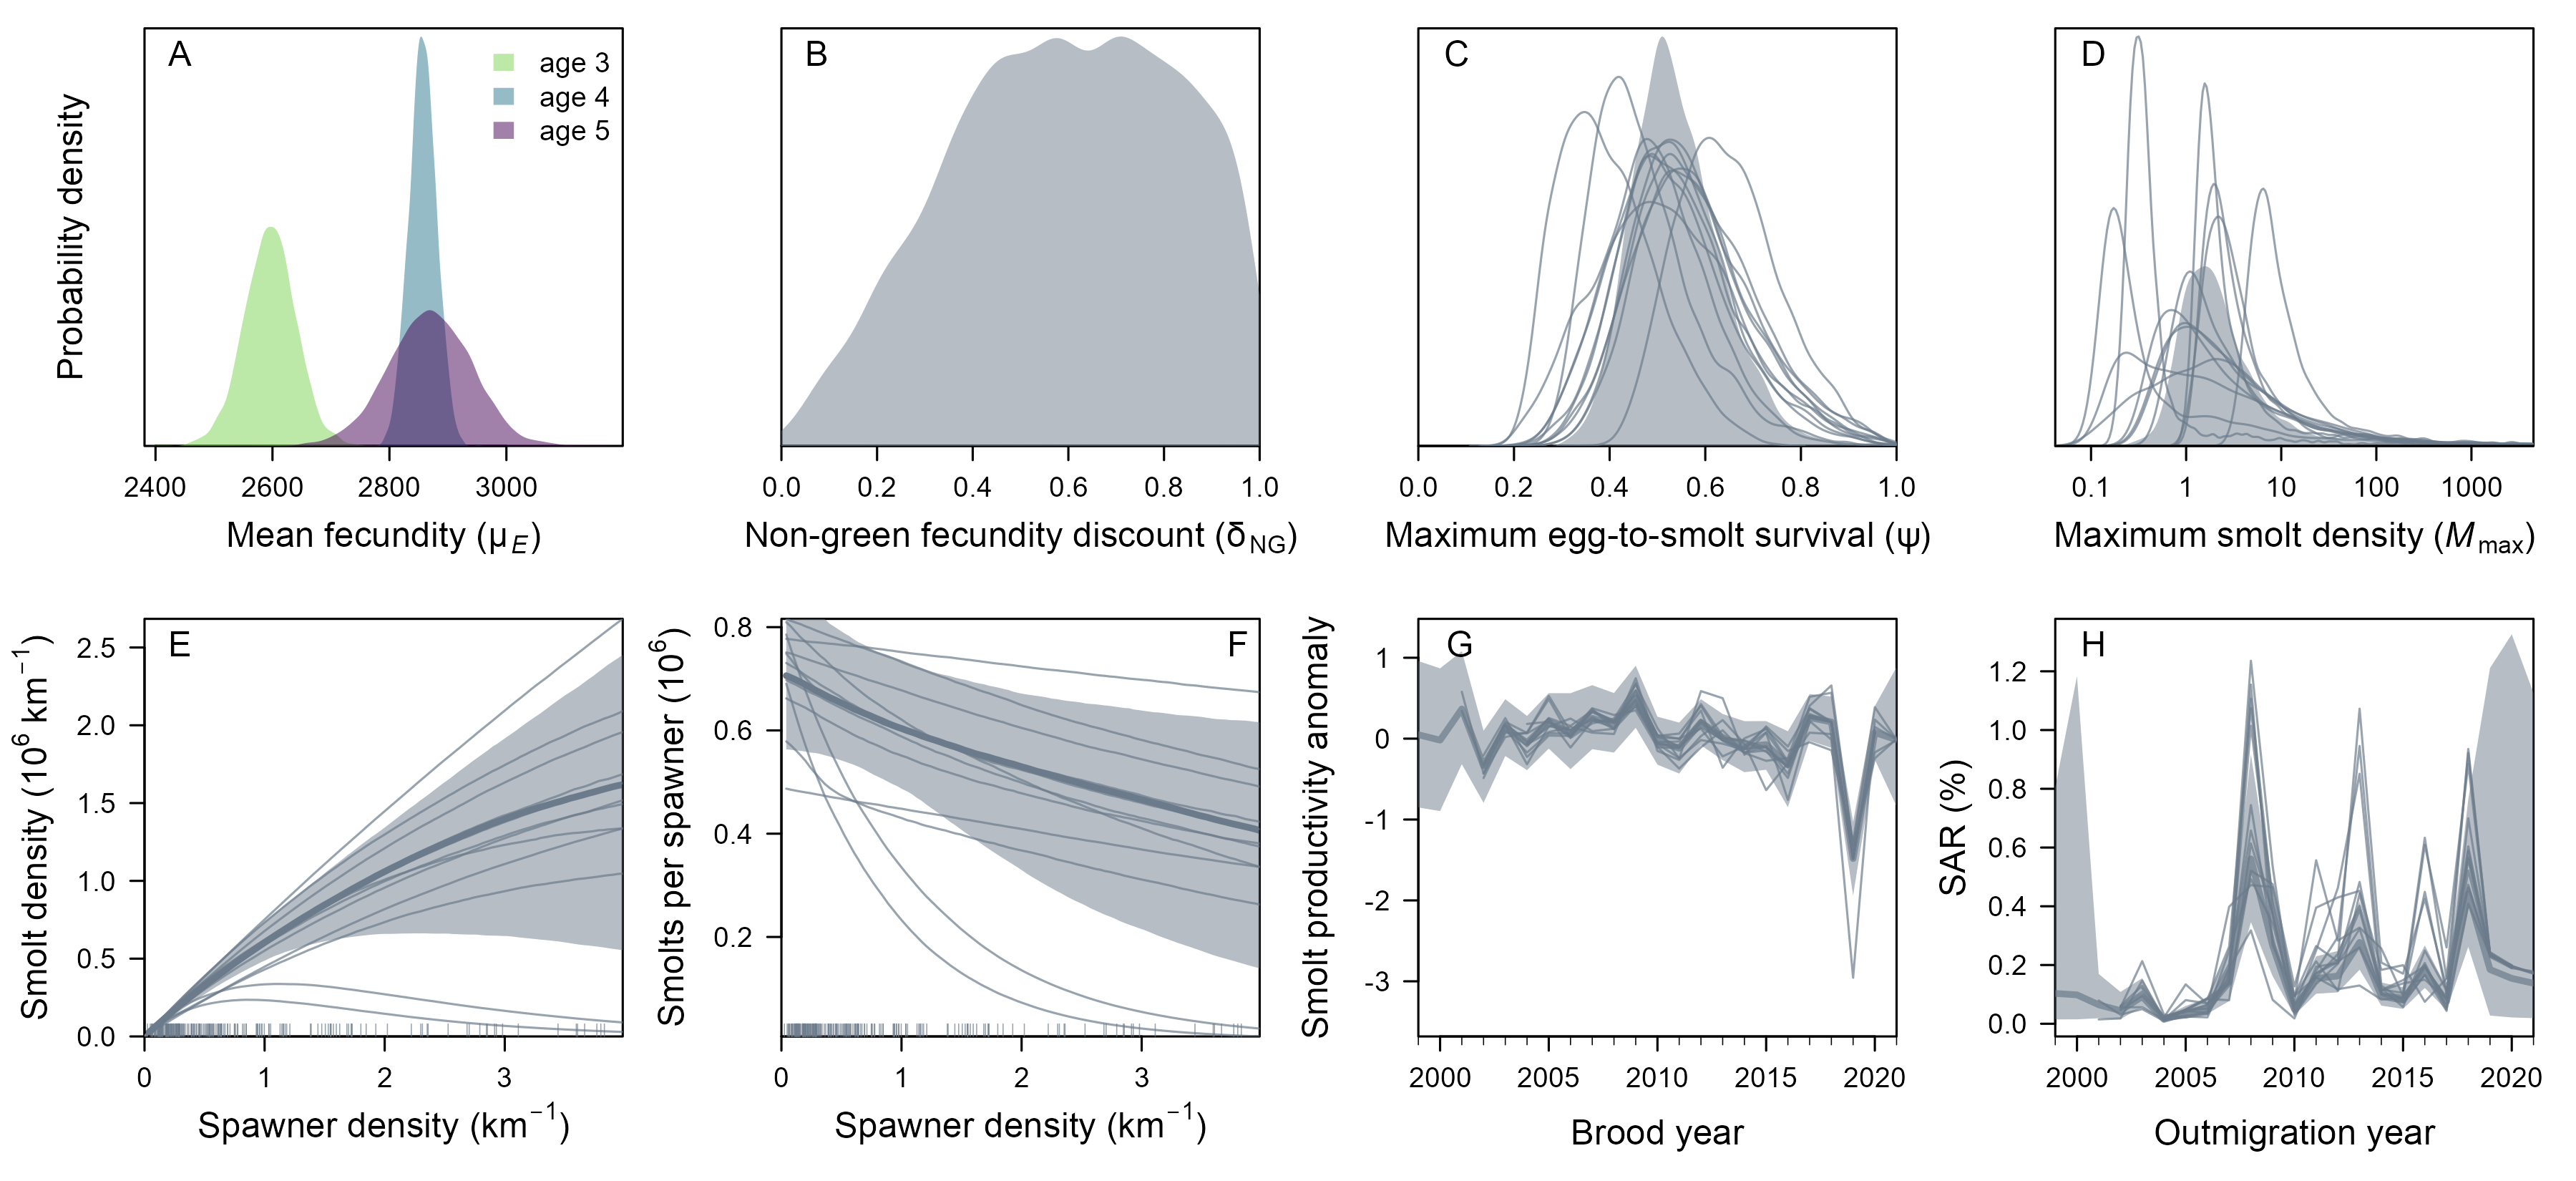 A
age 3
age 4
age 5
Probability density
2400 2600 2800 3000
Mean fecundity (μE)
B
0.0 0.2 0.4 0.6 0.8 1.0
Non-green fecundity discount (δNG)
C
0.0 0.2 0.4 0.6 0.8 1.0
Maximum egg-to-smolt survival (ψ)
D
0.1 1 10 100 1000
Maximum smolt density (Mmax)
E
Smolt density (10⁶ km⁻¹)
2.5
2.0
1.5
1.0
0.5
0.0
0 1 2 3
Spawner density (km⁻¹)
F
Smolts per spawner (10⁶)
0.8
0.6
0.4
0.2
0 1 2 3
Spawner density (km⁻¹)
G
Smolt productivity anomaly
1
0
-1
-2
-3
2000 2005 2010 2015 2020
Brood year
H
SAR (%)
1.2
1.0
0.8
0.6
0.4
0.2
0.0
2000 2005 2010 2015 2020
Outmigration year